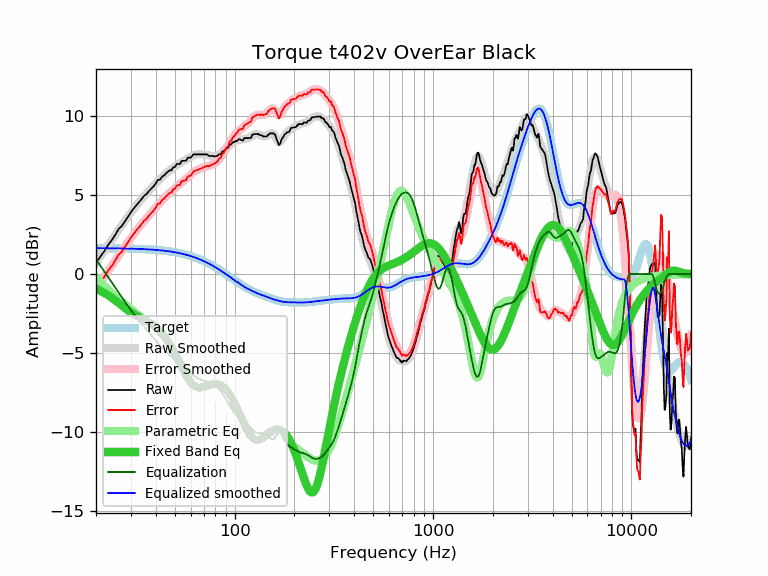 Torque t402v OverEar Black
Amplitude (dBr)
10
5
0
−5
−10
−15
Target
Raw Smoothed
Error Smoothed
Raw
Error
Parametric Eq
Fixed Band Eq
Equalization
Equalized smoothed
100
1000
10000
Frequency (Hz)